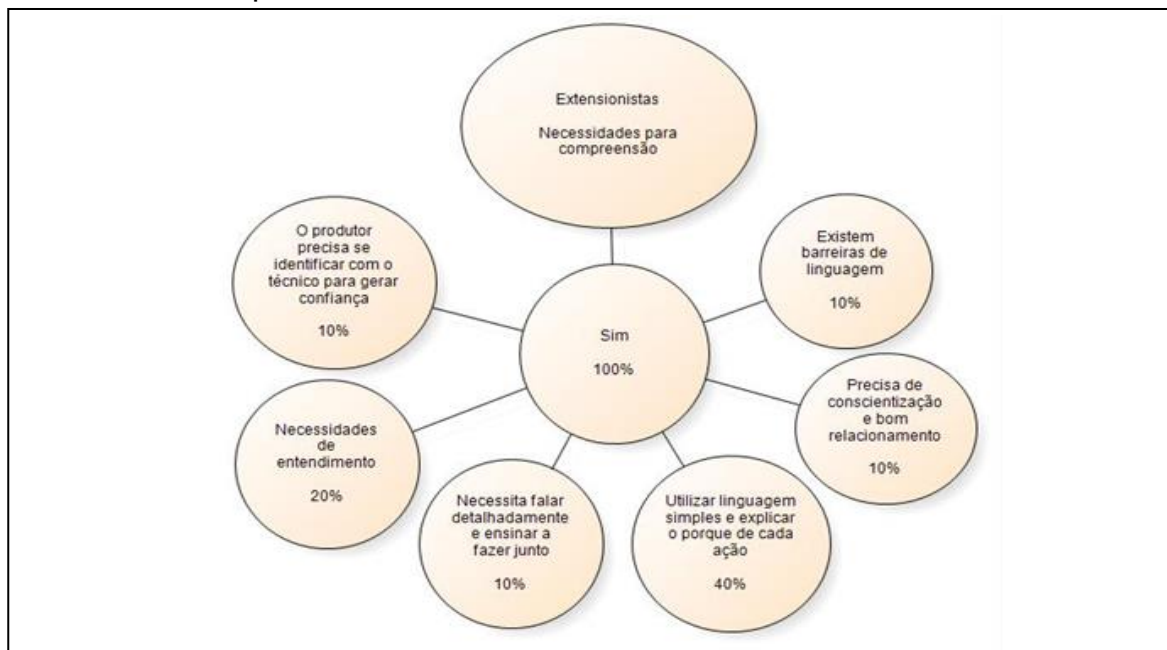 Extensionistas
Necessidades para
compreensão
O produtor
precisa se
identificar com o
técnico para gerar
confiança
10%
Existem
barreiras de
linguagem
10%
Sim
100%
Necessidades
de
entendimento
20%
Precisa de
conscientização
e bom
relacionamento
10%
Necessita falar
detalhadamente
e ensinar a
fazer junto
10%
Utilizar linguagem
simples e explicar
o porque de cada
ação
40%